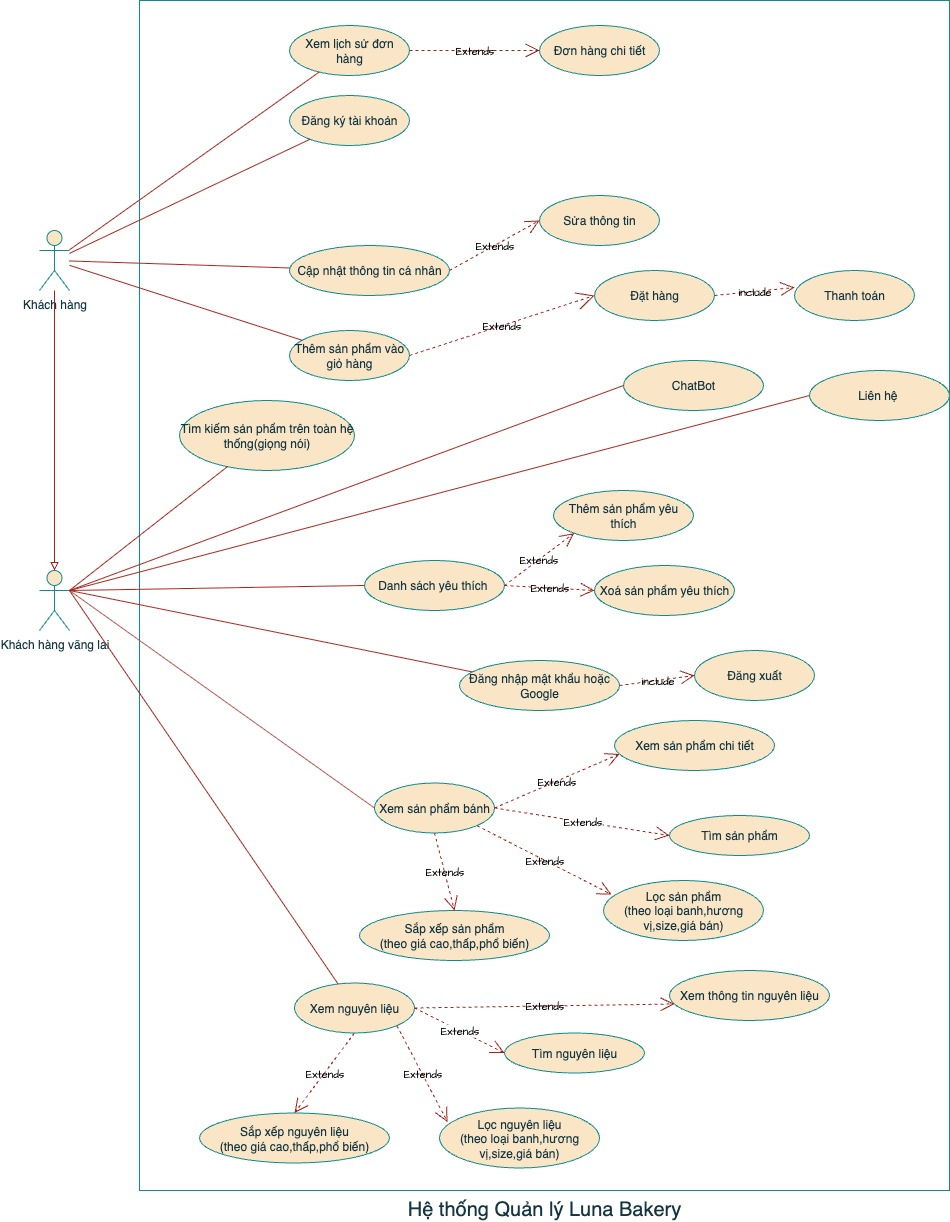 Xem lịch sử đơn
hàng
Extends
Đơn hàng chi tiết
Đăng ký tài khoản
Sửa thông tin
Extends
Cập nhật thông tin cá nhân
Khách hàng
Đặt hàng
include
Thanh toán
Extends
Thêm sản phẩm vào
giỏ hàng
ChatBot
Liên hệ
Tìm kiếm sản phẩm trên toàn hệ
thống(giọng nói)
Thêm sản phẩm yêu
thích
Extends
Danh sách yêu thích
Extends
Xoá sản phẩm yêu thích
Khách hàng vãng lai
Đăng nhập mật khẩu hoặc
Google
include
Đăng xuất
Xem sản phẩm chi tiết
Extends
Xem sản phẩm bánh
Extends
Tìm sản phẩm
Extends
Extends
Lọc sản phẩm
(theo loại banh,hương
vị,size,giá bán)
Sắp xếp sản phẩm
(theo giá cao,thấp,phổ biến)
Xem thông tin nguyên liệu
Xem nguyên liệu
Extends
Extends
Tìm nguyên liệu
Extends
Extends
Sắp xếp nguyên liệu
(theo giá cao,thấp,phổ biến)
Lọc nguyên liệu
(theo loại banh,hương
vị,size,giá bán)
Hệ thống Quản lý Luna Bakery